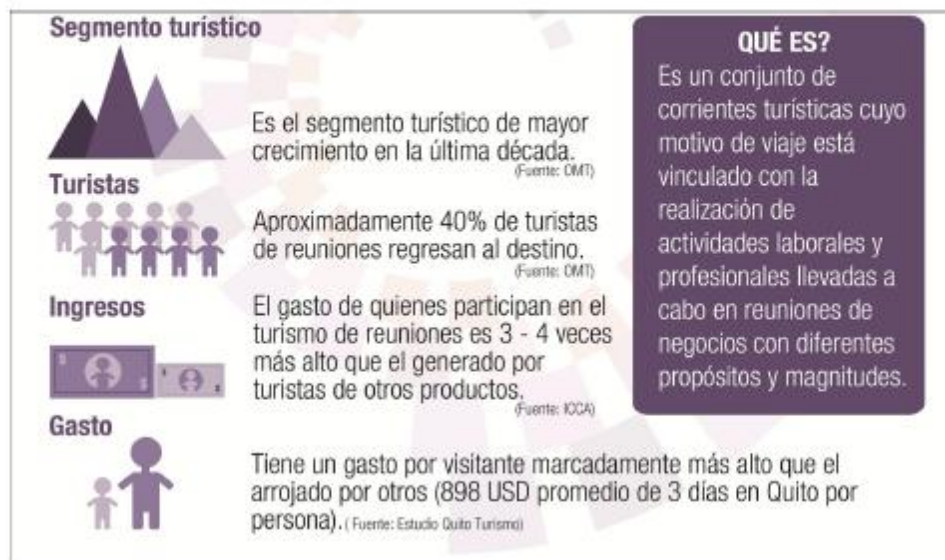 Segmento turístico
Es el segmento turístico de mayor
crecimiento en la última década.
(Fuente: OMT)
Turistas
Aproximadamente 40% de turistas
de reuniones regresan al destino.
(Fuente: OMT)
Ingresos
El gasto de quienes participan en el
turismo de reuniones es 3 - 4 veces
más alto que el generado por
turistas de otros productos.
(Fuente: ICCA)
Gasto
Tiene un gasto por visitante marcadamente más alto que el
arrojado por otros (898 USD promedio de 3 días en Quito por
persona). ( Fuente: Estudio Quito Turismo)
QUÉ ES?
Es un conjunto de
corrientes turísticas cuyo
motivo de viaje está
vinculado con la
realización de
actividades laborales y
profesionales llevadas a
cabo en reuniones de
negocios con diferentes
propósitos y magnitudes.